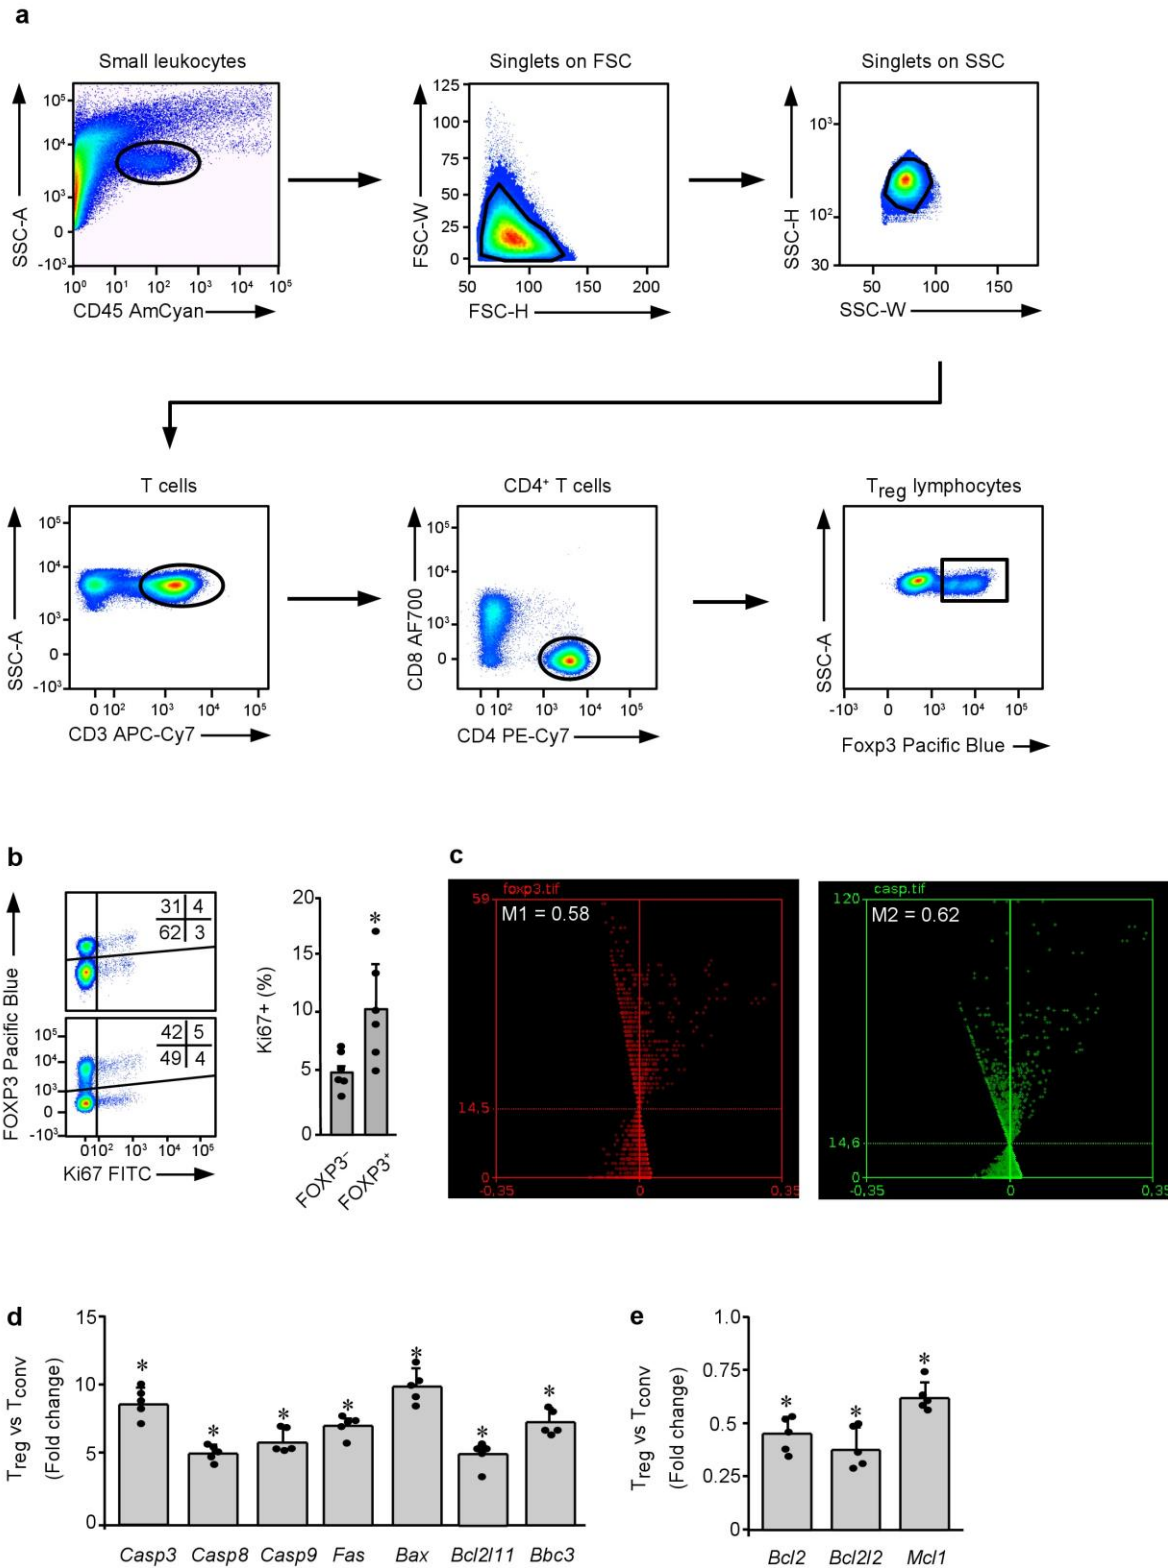 a
Small leukocytes
SSC-A
10⁵
10⁴
10³
0
-10³
10⁰ 10¹ 10² 10³ 10⁴ 10⁵
CD45 AmCyan
Singlets on FSC
FSC-W
125
100
75
50
25
0
50 100 150 200
FSC-H
Singlets on SSC
SSC-H
10³
10²
30
50 100 150
SSC-W
T cells
SSC-A
10⁵
10⁴
10³
0
-10³
0 10² 10³ 10⁴ 10⁵
CD3 APC-Cy7
CD4⁺ T cells
CD8 AF700
10⁵
10⁴
10³
0
0 10² 10³ 10⁴ 10⁵
CD4 PE-Cy7
Treg lymphocytes
SSC-A
-10³ 0 10³ 10⁴ 10⁵
Foxp3 Pacific Blue
b
FOXP3 Pacific Blue
31 4
62 3
42 5
49 4
10⁵
10⁴
10³
0
-10³
0 10² 10³ 10⁴ 10⁵
Ki67 FITC
Ki67+ (%)
20
15
10
5
0
*
FOXP3⁻
FOXP3⁺
c
foxp3.tif
59
M1 = 0.58
14,5
0
-0,35 0 0,35
casp.tif
120
M2 = 0.62
14,6
0
-0,35 0 0,35
d
Treg vs Tconv
(Fold change)
15
10
5
0
* * * * * * *
Casp3 Casp8 Casp9 Fas Bax Bcl2l11 Bbc3
e
Treg vs Tconv
(Fold change)
1.0
0.75
0.5
0.25
0
* * *
Bcl2 Bcl2l2 Mcl1